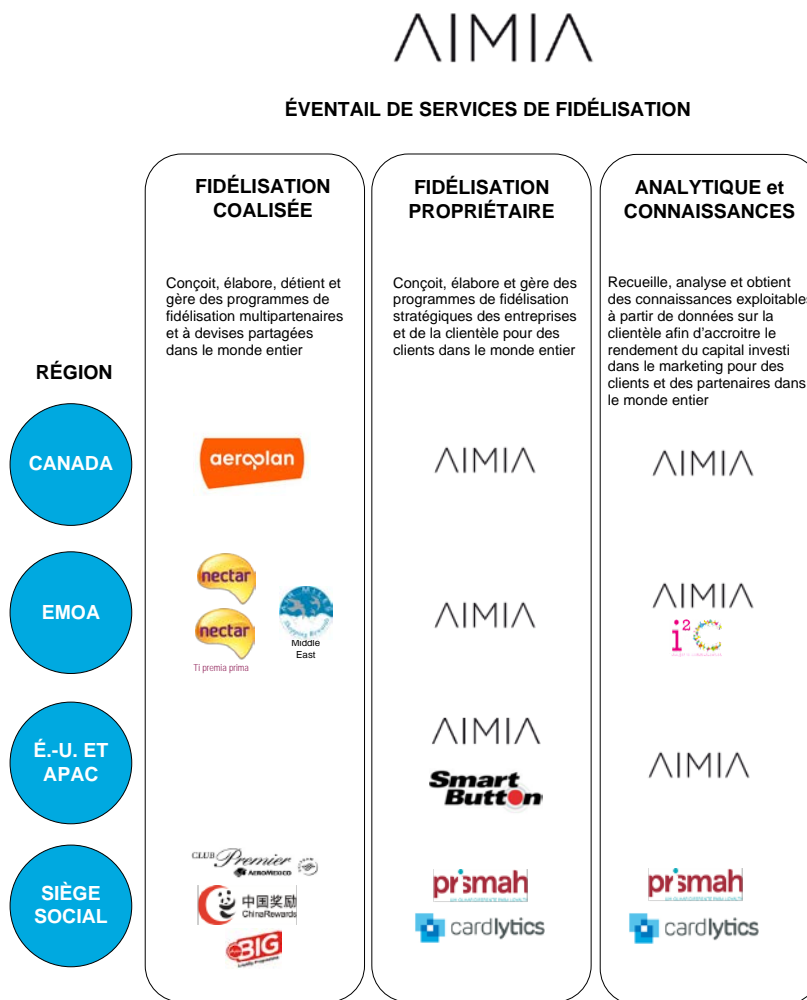 AIMIA
ÉVENTAIL DE SERVICES DE FIDÉLISATION
FIDÉLISATION
COALISÉE
Conçoit, élabore, détient et
gère des programmes de
fidélisation multipartenaires
et à devises partagées
dans le monde entier
FIDÉLISATION
PROPRIÉTAIRE
Conçoit, élabore et gère des
programmes de fidélisation
stratégiques des entreprises
et de la clientèle pour des
clients dans le monde entier
ANALYTIQUE et
CONNAISSANCES
Recueille, analyse et obtient
des connaissances exploitables
à partir de données sur la
clientèle afin d'accroitre le
rendement du capital investi
dans le marketing pour des
clients et des partenaires dans
le monde entier
RÉGION
CANADA
aeroplan
AIMIA
AIMIA
EMOA
nectar
nectar
Ti premia prima
Middle
East
AIMIA
AIMIA
i²c
É.-U. ET
APAC
AIMIA
Smart
Button
AIMIA
SIÈGE
SOCIAL
CLUB Premier
AEROMEXICO
中国奖励
ChinaRewards
BIG
prismah
cardlytics
prismah
cardlytics